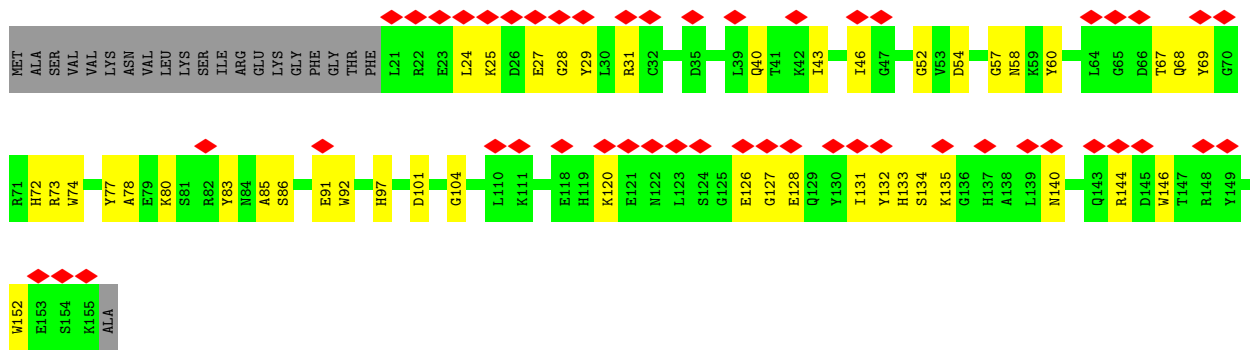 MET ALA SER VAL VAL LYS ASN VAL LEU LYS SER ILE ARG GLU LYS GLY PHE GLY THR PHE L21 R22 E23 L24 K25 D26 E27 G28 Y29 L30 R31 C32 D35 L39 Q40 T41 K42 I43 I46 G47 G52 V53 D54 G57 N58 K59 Y60 L64 G65 D66 T67 Q68 Y69 G70
R71 H72 R73 W74 Y77 A78 E79 K80 S81 R82 Y83 N84 A85 S86 E91 W92 H97 D101 G104 L110 K111 E118 H119 K120 E121 N122 L123 S124 G125 E126 G127 E128 Q129 Y130 I131 Y132 H133 S134 K135 G136 H137 A138 L139 N140 Q143 R144 D145 W146 T147 R148 Y149
W152 E153 S154 K155 ALA